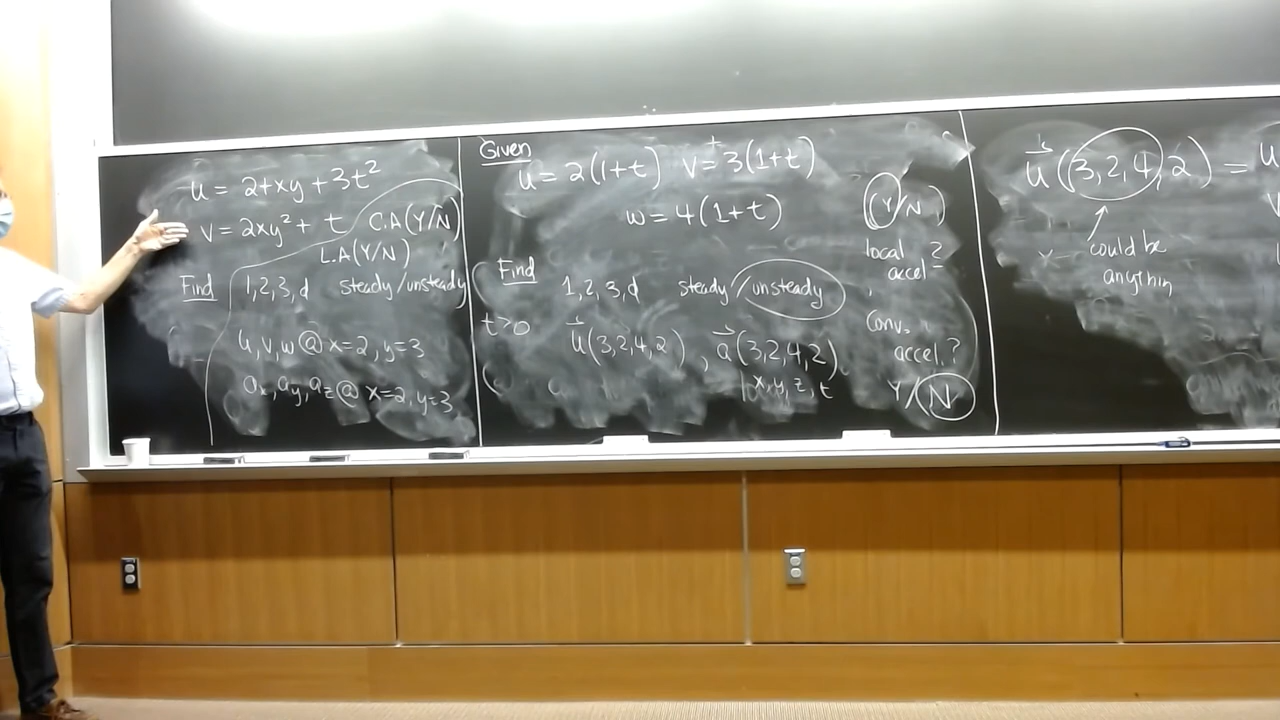 u = 2+xy + 3t²
v = 2xy² + t C.A(Y/N)
L.A(Y/N)
Find 1,2,3,d steady/unsteady
u,v,w @ x=2, y=3
ax, ay, az @ x=2, y=3
Given
u = 2(1+t) v = 3(1+t)
w = 4(1+t)
(Y/N)
local accel?
Find 1,2,3,d steady/unsteady
t>0 u(3,2,4,2), a(3,2,4,2)
x,y,z,t
Conv. accel.?
Y/N
u(3,2,4,2) = u
v
could be
anything